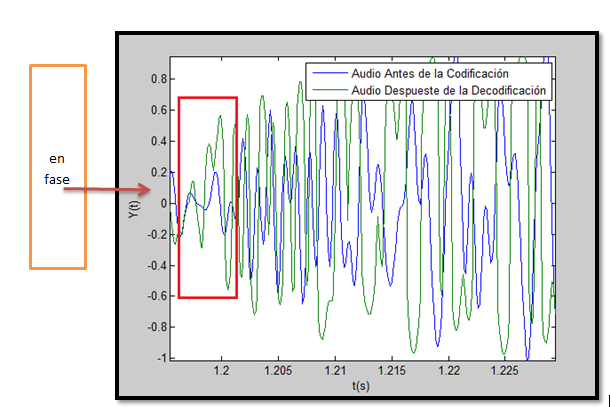 en
fase
Audio Antes de la Codificación
Audio Despueste de la Decodificación
0.8
0.6
0.4
0.2
0
-0.2
-0.4
-0.6
-0.8
-1
Y(t)
1.2
1.205
1.21
1.215
1.22
1.225
t(s)